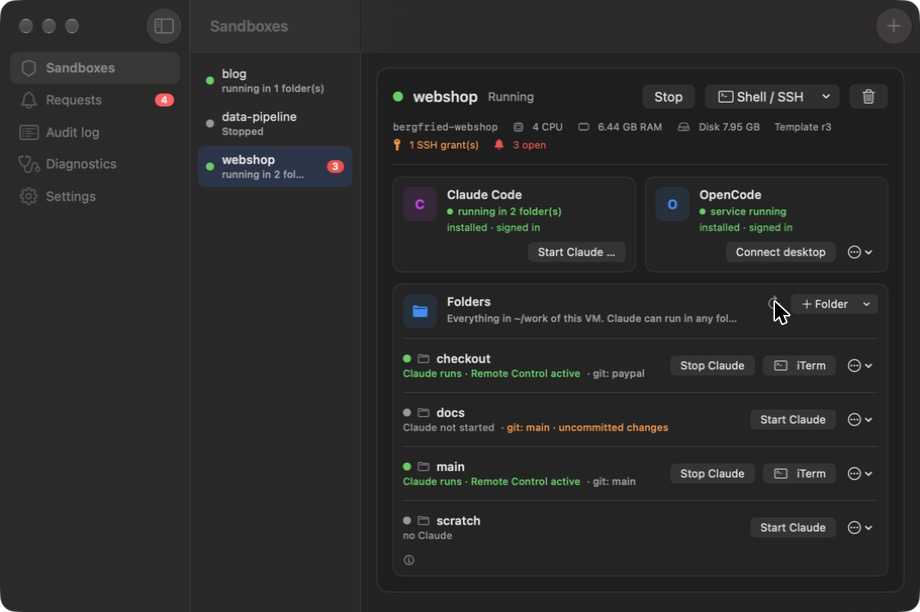 Sandboxes
Requests
4
Audit log
Diagnostics
Settings
Sandboxes
blog
running in 1 folder(s)
data-pipeline
Stopped
webshop
running in 2 fol...
3
webshop Running
Stop
Shell / SSH
bergfried-webshop 4 CPU 6.44 GB RAM Disk 7.95 GB Template r3
1 SSH grant(s) 3 open
C
Claude Code
running in 2 folder(s)
installed · signed in
Start Claude ...
O
OpenCode
service running
installed · signed in
Connect desktop
Folders
Everything in ~/work of this VM. Claude can run in any fol...
+ Folder
checkout
Claude runs · Remote Control active · git: paypal
Stop Claude
iTerm
docs
Claude not started · git: main · uncommitted changes
Start Claude
main
Claude runs · Remote Control active · git: main
Stop Claude
iTerm
scratch
no Claude
Start Claude